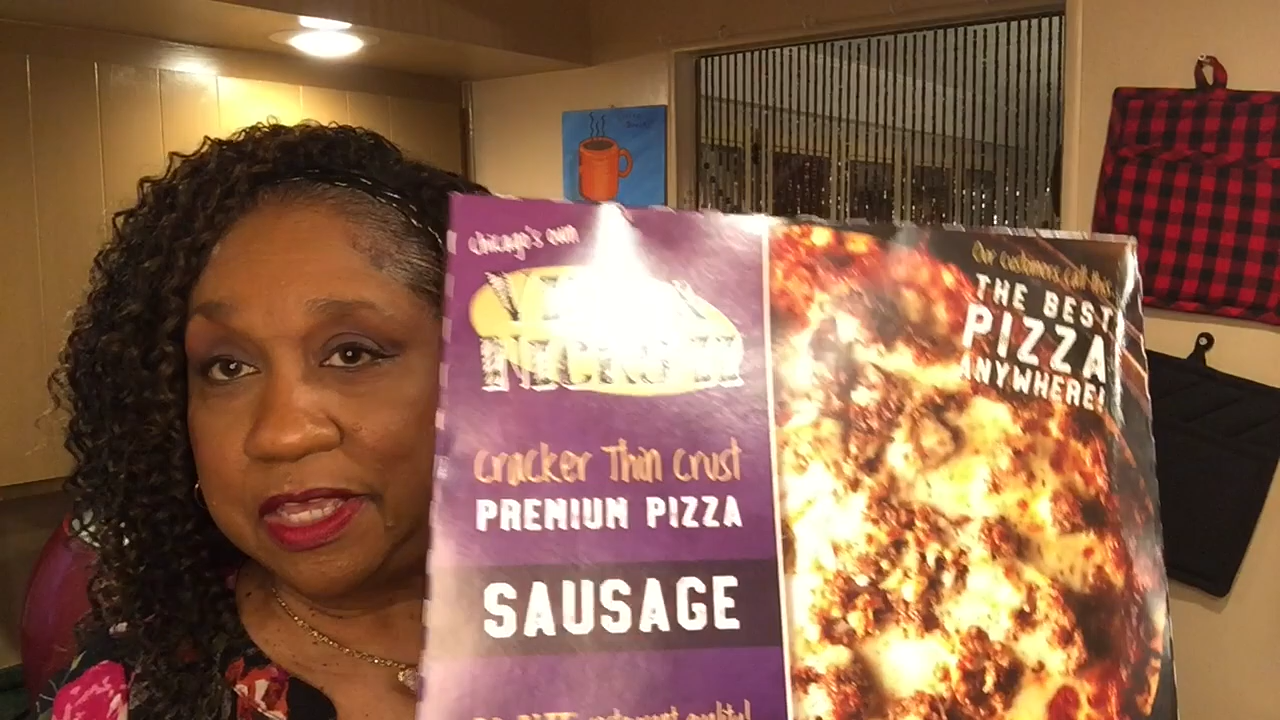 chicago's own
Cracker Thin Crust
PREMIUM PIZZA
SAUSAGE
Our customers call this
THE BEST
PIZZA
ANYWHERE!